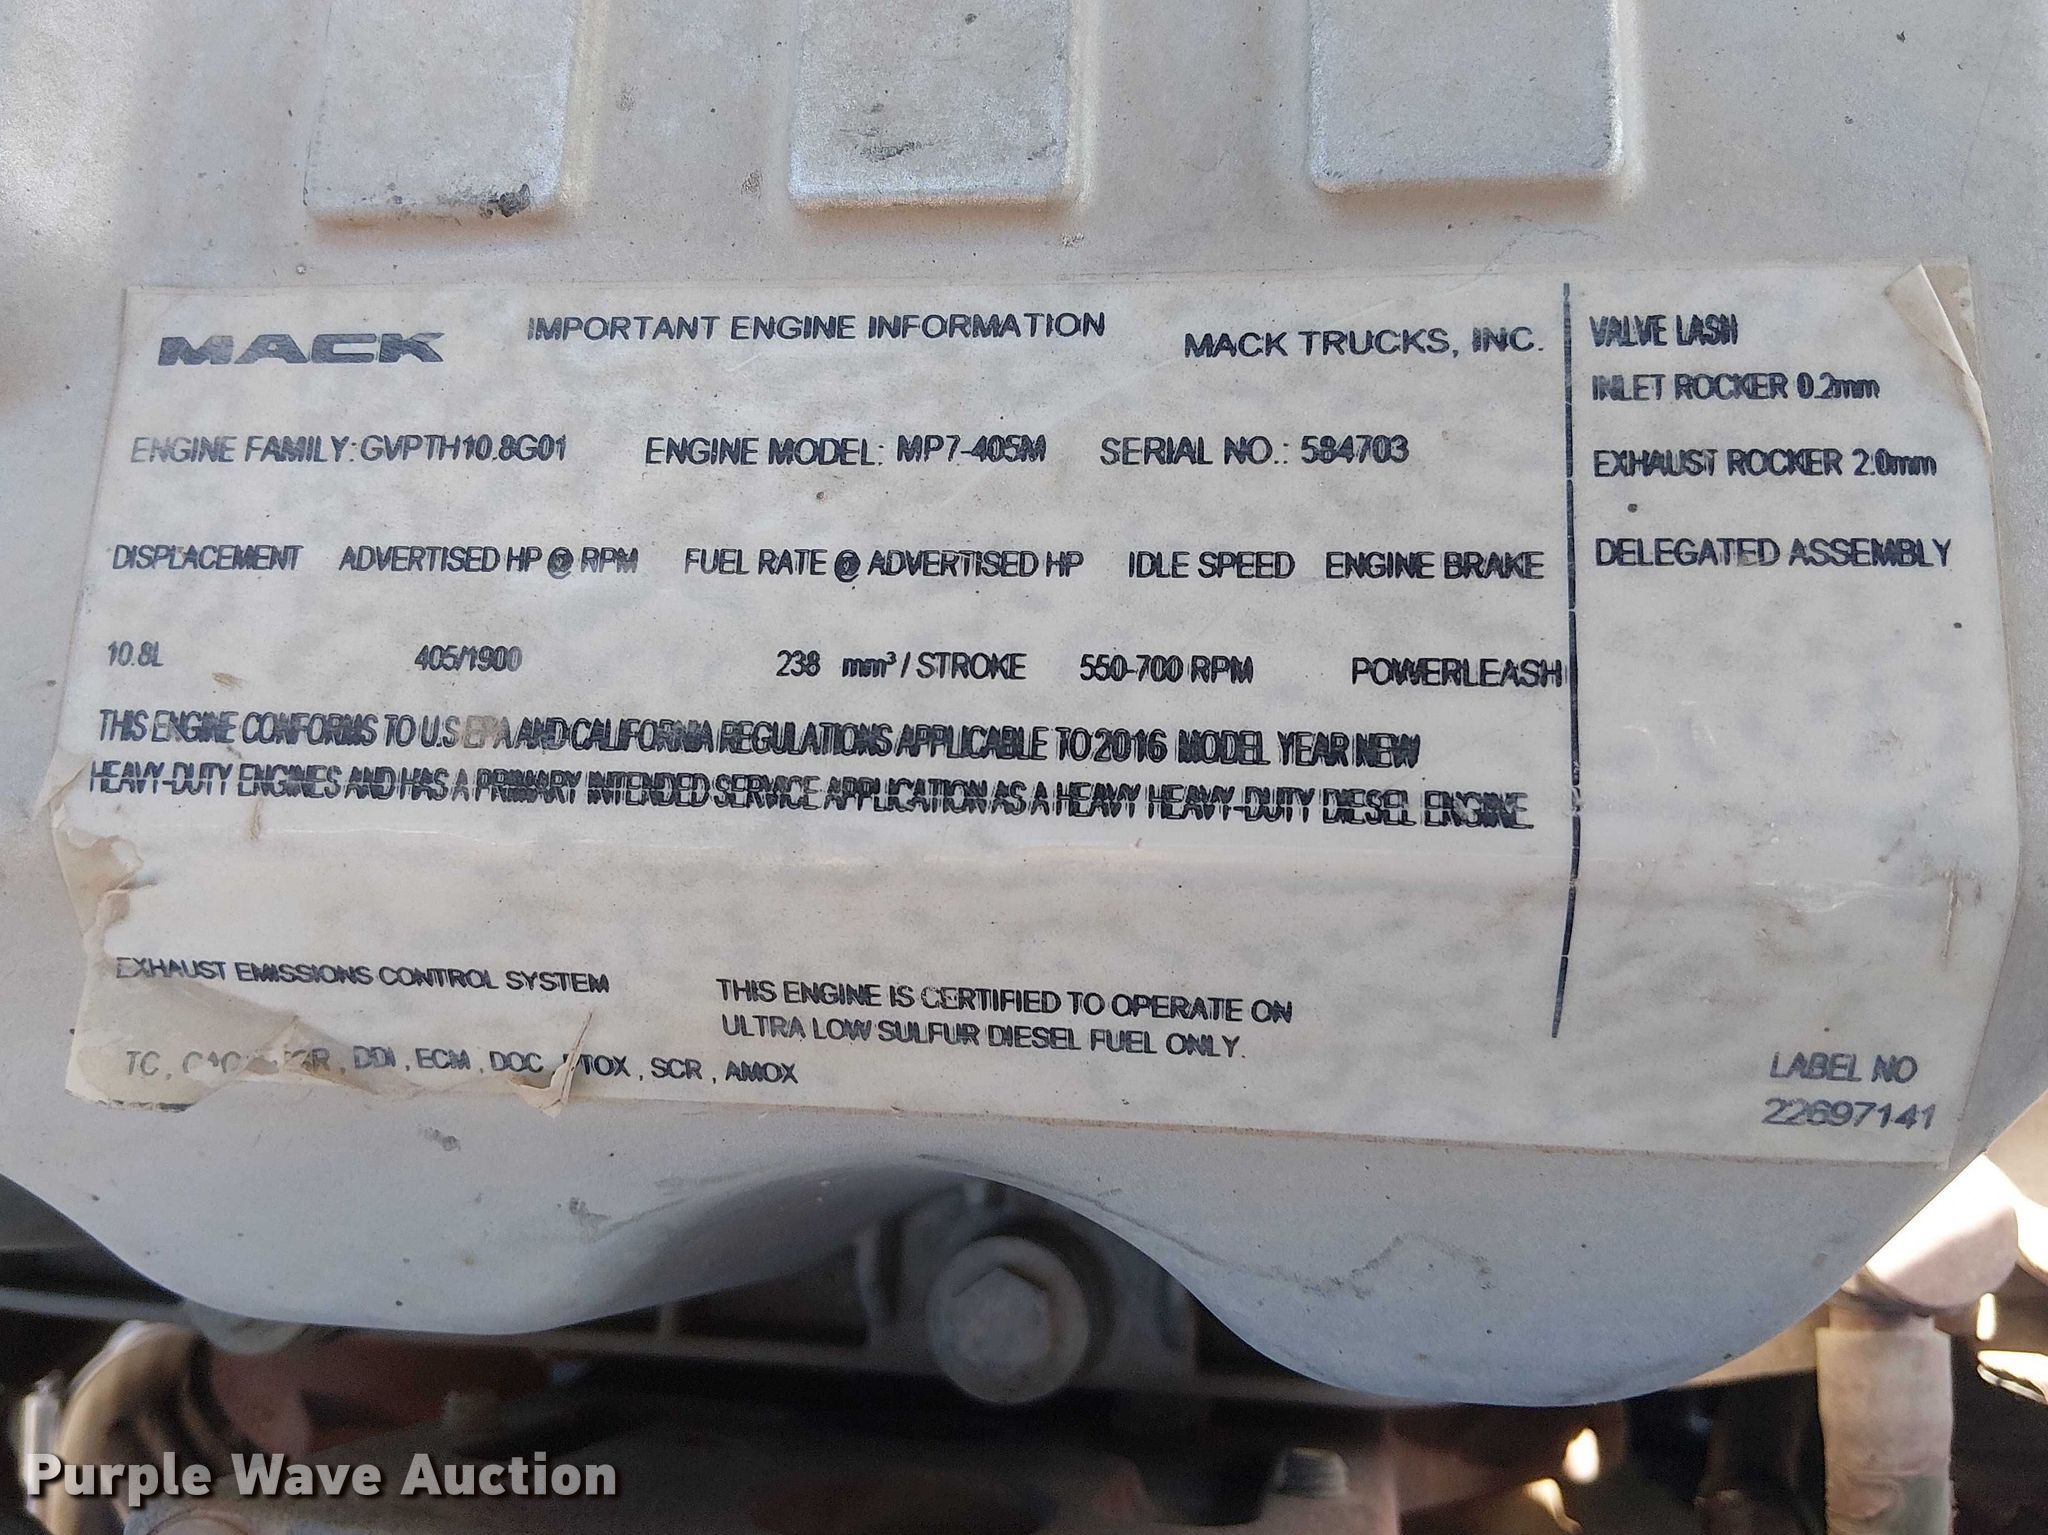 MACK
IMPORTANT ENGINE INFORMATION
MACK TRUCKS, INC.
ENGINE FAMILY: GVPTH10.8G01 ENGINE MODEL: MP7-405M SERIAL NO.: 584703
DISPLACEMENT ADVERTISED HP @ RPM FUEL RATE @ ADVERTISED HP IDLE SPEED ENGINE BRAKE
10.8L 405/1900 238 mm³ / STROKE 550-700 RPM POWERLEASH
THIS ENGINE CONFORMS TO U.S EPA AND CALIFORNIA REGULATIONS APPLICABLE TO 2016 MODEL YEAR NEW
HEAVY-DUTY ENGINES AND HAS A PRIMARY INTENDED SERVICE APPLICATION AS A HEAVY HEAVY-DUTY DIESEL ENGINE.
EXHAUST EMISSIONS CONTROL SYSTEM
TC, DDI, ECM, DOC, SCR, AMOX
THIS ENGINE IS CERTIFIED TO OPERATE ON
ULTRA LOW SULFUR DIESEL FUEL ONLY.
VALVE LASH
INLET ROCKER 0.2mm
EXHAUST ROCKER 2.0mm
DELEGATED ASSEMBLY
LABEL NO
22697141
Purple Wave Auction